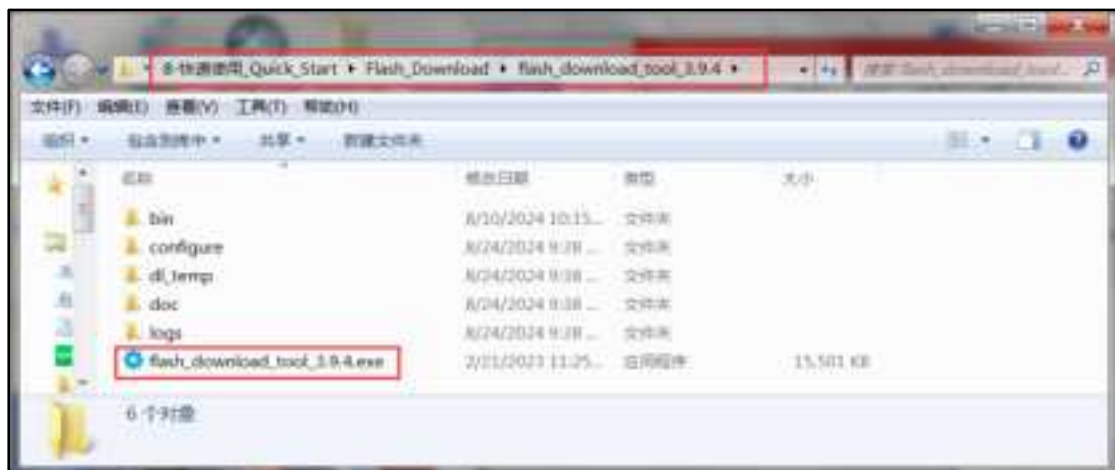 8-快速使用_Quick_Start ▸ Flash_Download ▸ flash_download_tool_3.9.4 ▸
搜索 flash_download_tool_...
文件(F) 编辑(E) 查看(V) 工具(T) 帮助(H)
组织 包含到库中 共享 新建文件夹
名称 修改日期 类型 大小
bin 8/10/2024 10:15... 文件夹
configure 8/24/2024 9:38 ... 文件夹
dl_temp 8/24/2024 9:38 ... 文件夹
doc 8/24/2024 9:38 ... 文件夹
logs 8/24/2024 9:38 ... 文件夹
flash_download_tool_3.9.4.exe 2/21/2023 11:25... 应用程序 15,501 KB
6 个对象